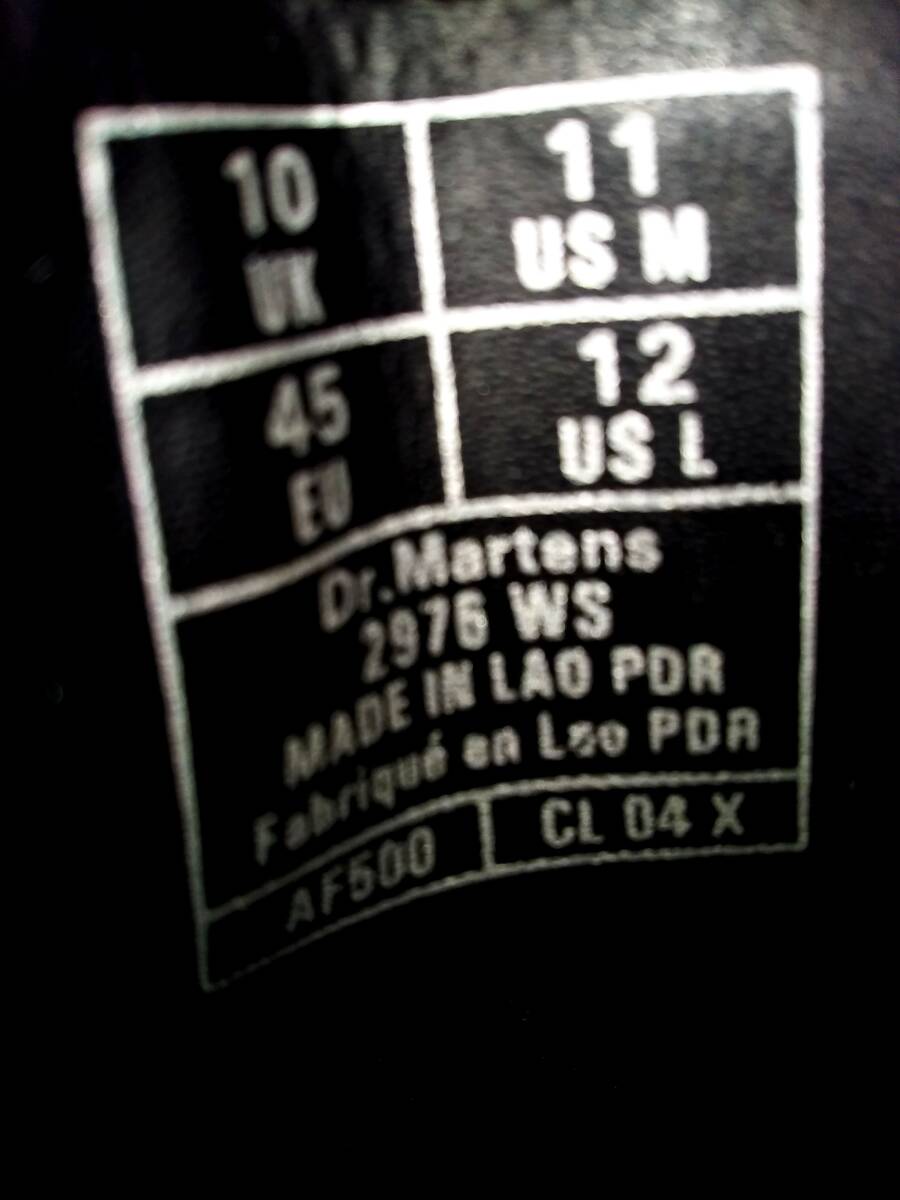 10
UK
11
US M
45
EU
12
US L
Dr.Martens
2976 WS
MADE IN LAO PDR
Fabriqué en Lao PDR
AF500
CL 04 X